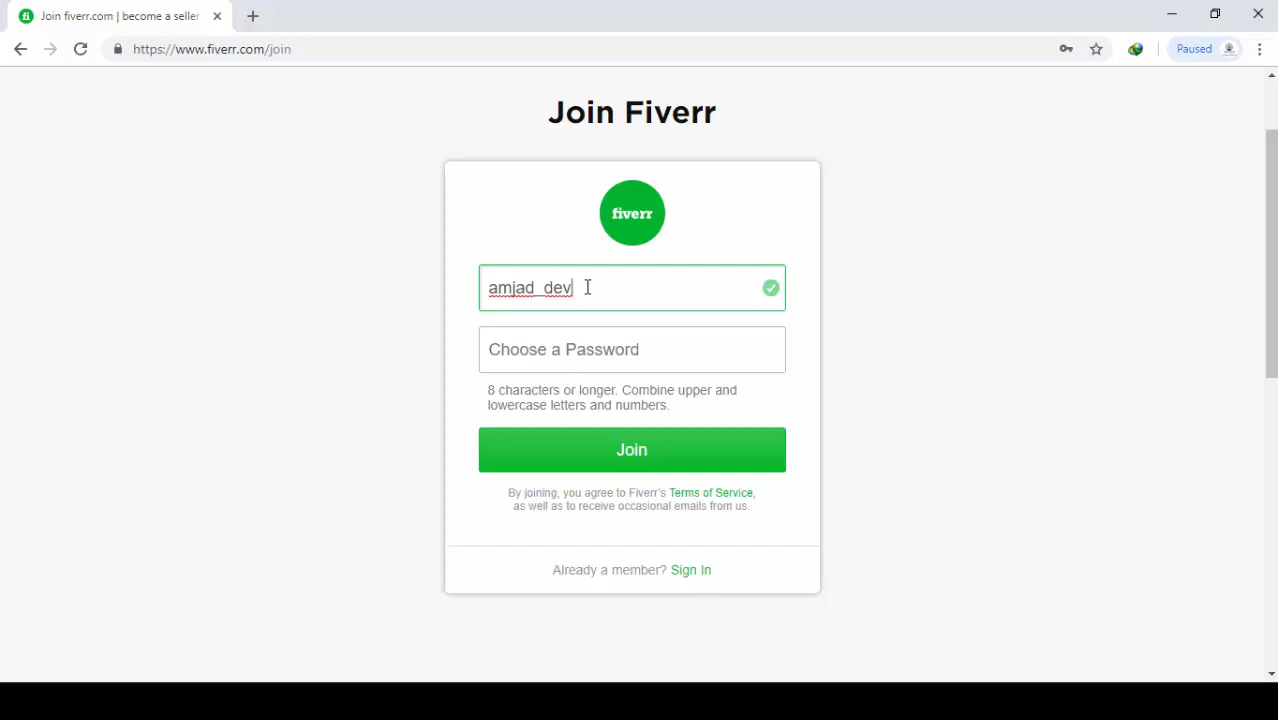 Join fiverr.com | become a seller
https://www.fiverr.com/join
Paused
Join Fiverr
fiverr
amjad_dev
Choose a Password
8 characters or longer. Combine upper and
lowercase letters and numbers.
Join
By joining, you agree to Fiverr's Terms of Service,
as well as to receive occasional emails from us.
Already a member? Sign In